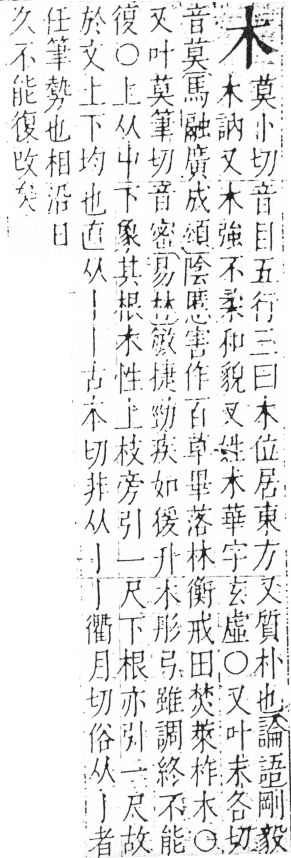 木莫卜切音目五行三曰木位居東方又質朴也論語剛毅
木訥又木強不柔和貌又姓木華字玄虛○又叶末各切
音莫馬融廣成頌陰慝害作百草畢落林衡戒田焚萊柞木○
又叶莫筆切音密易林敏捷勁疾如猨升木彤弓雖調終不能
復○上从屮下象其根木性上枝旁引一尺下根亦引一尺故
於文上下均也直从亅亅古本切非从亅亅衢月切俗从亅者
任筆勢也相沿日
久不能復改矣